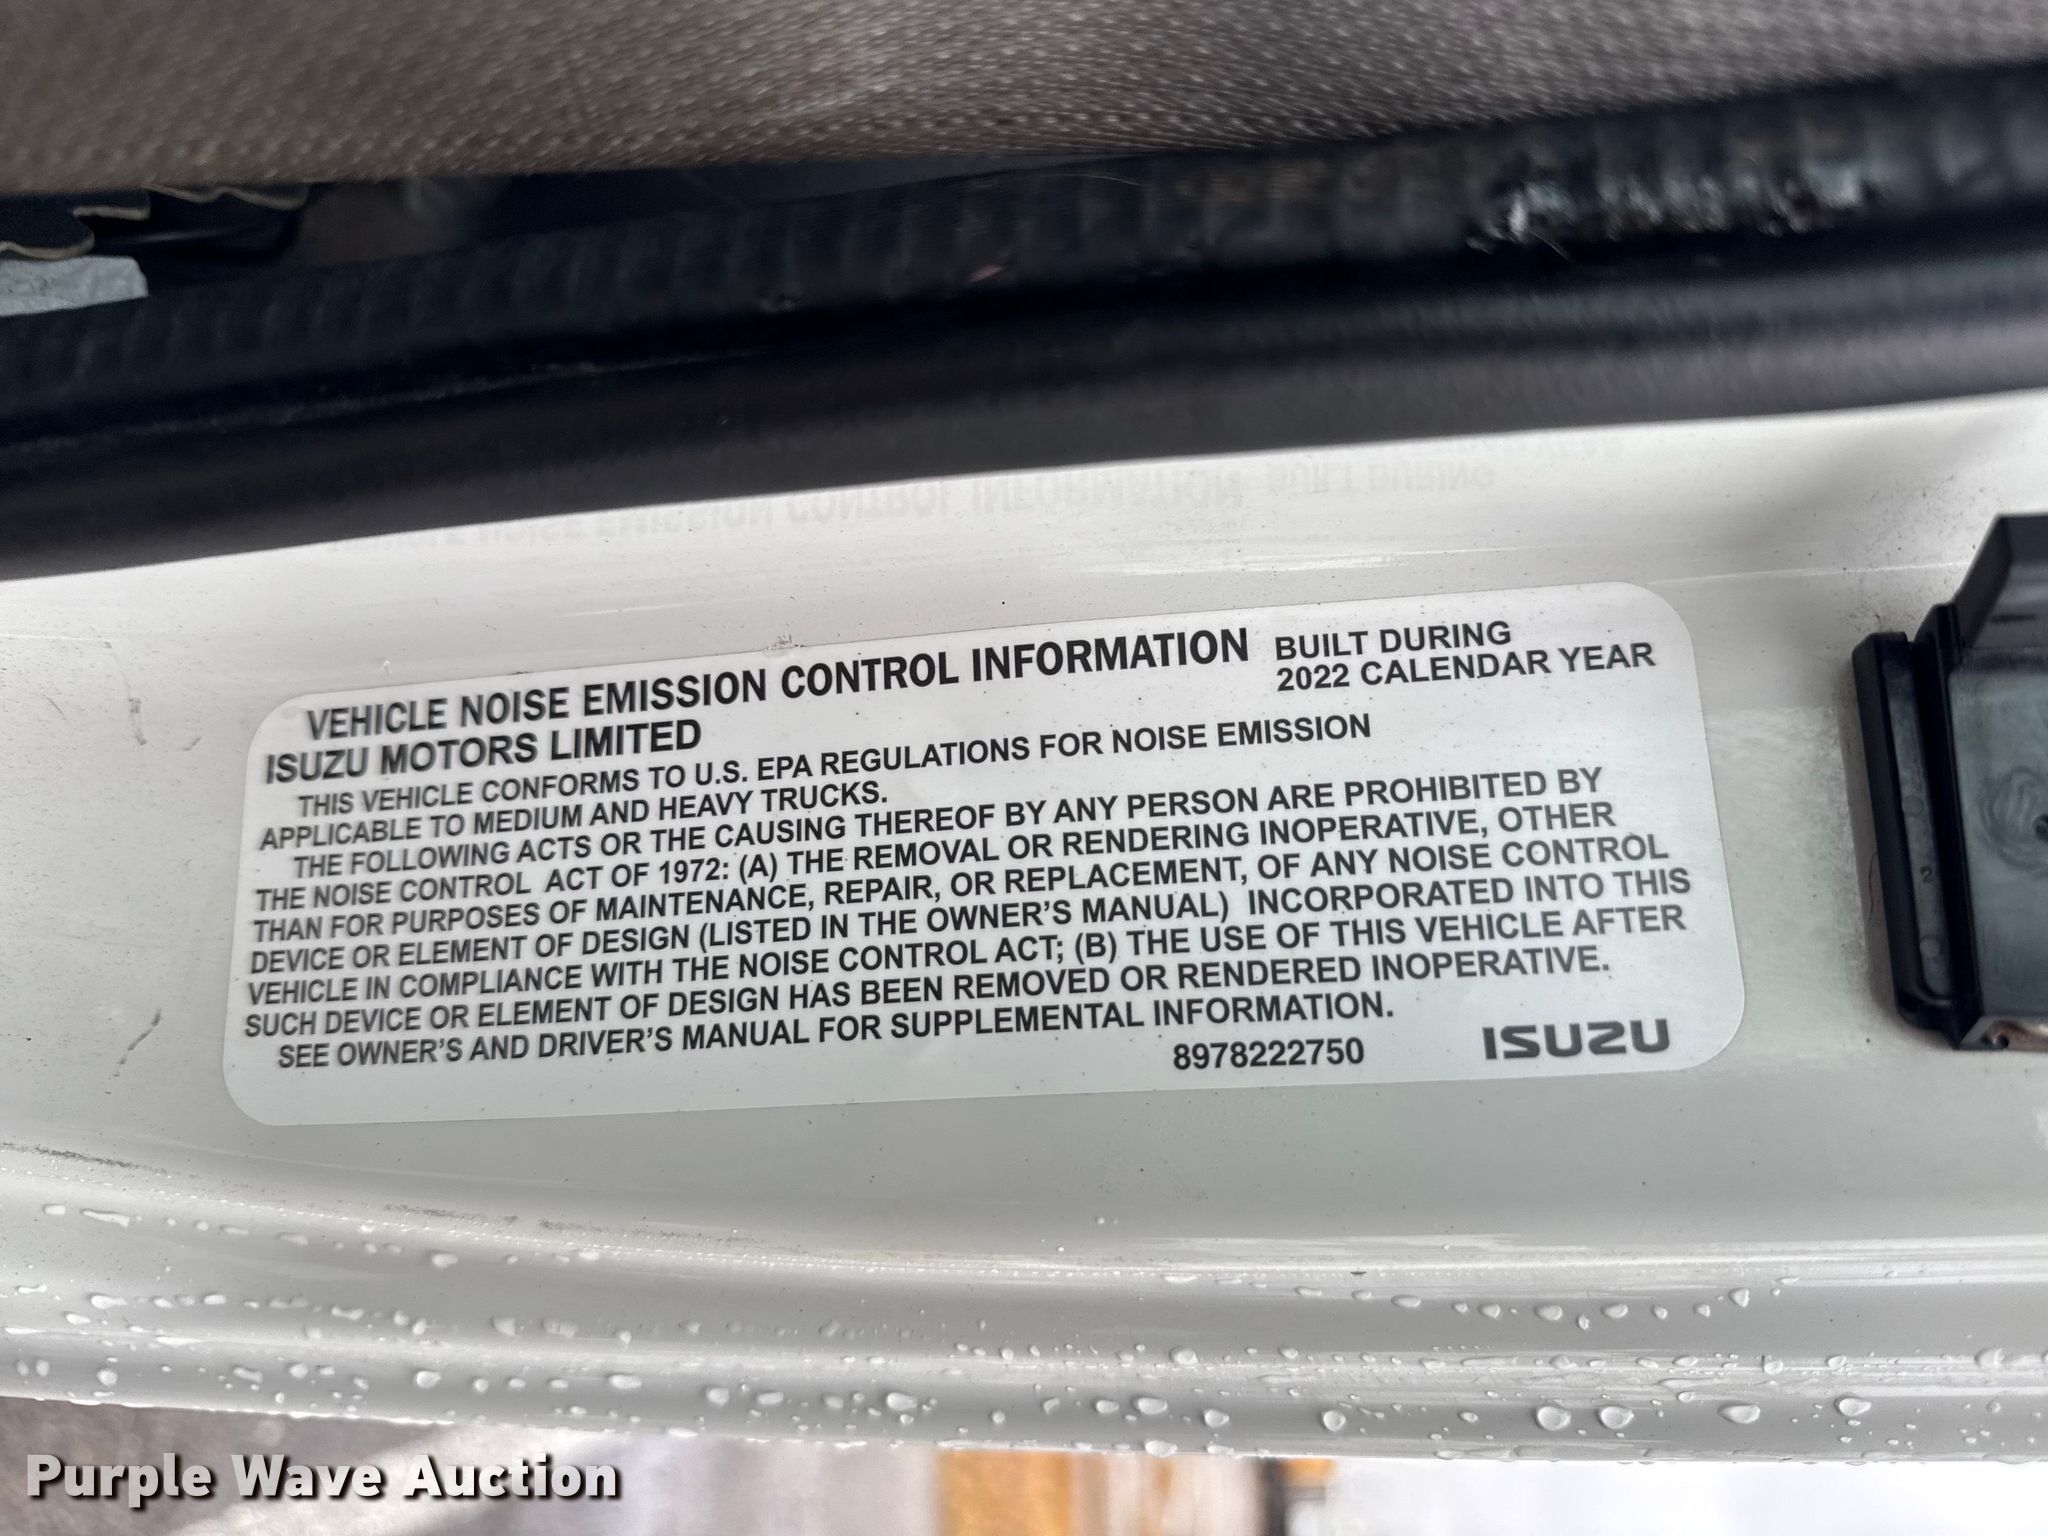 VEHICLE NOISE EMISSION CONTROL INFORMATION
BUILT DURING
2022 CALENDAR YEAR
ISUZU MOTORS LIMITED
THIS VEHICLE CONFORMS TO U.S. EPA REGULATIONS FOR NOISE EMISSION
APPLICABLE TO MEDIUM AND HEAVY TRUCKS.
THE FOLLOWING ACTS OR THE CAUSING THEREOF BY ANY PERSON ARE PROHIBITED BY
THE NOISE CONTROL ACT OF 1972: (A) THE REMOVAL OR RENDERING INOPERATIVE, OTHER
THAN FOR PURPOSES OF MAINTENANCE, REPAIR, OR REPLACEMENT, OF ANY NOISE CONTROL
DEVICE OR ELEMENT OF DESIGN (LISTED IN THE OWNER'S MANUAL) INCORPORATED INTO THIS
VEHICLE IN COMPLIANCE WITH THE NOISE CONTROL ACT; (B) THE USE OF THIS VEHICLE AFTER
SUCH DEVICE OR ELEMENT OF DESIGN HAS BEEN REMOVED OR RENDERED INOPERATIVE.
SEE OWNER'S AND DRIVER'S MANUAL FOR SUPPLEMENTAL INFORMATION.
8978222750 ISUZU
Purple Wave Auction